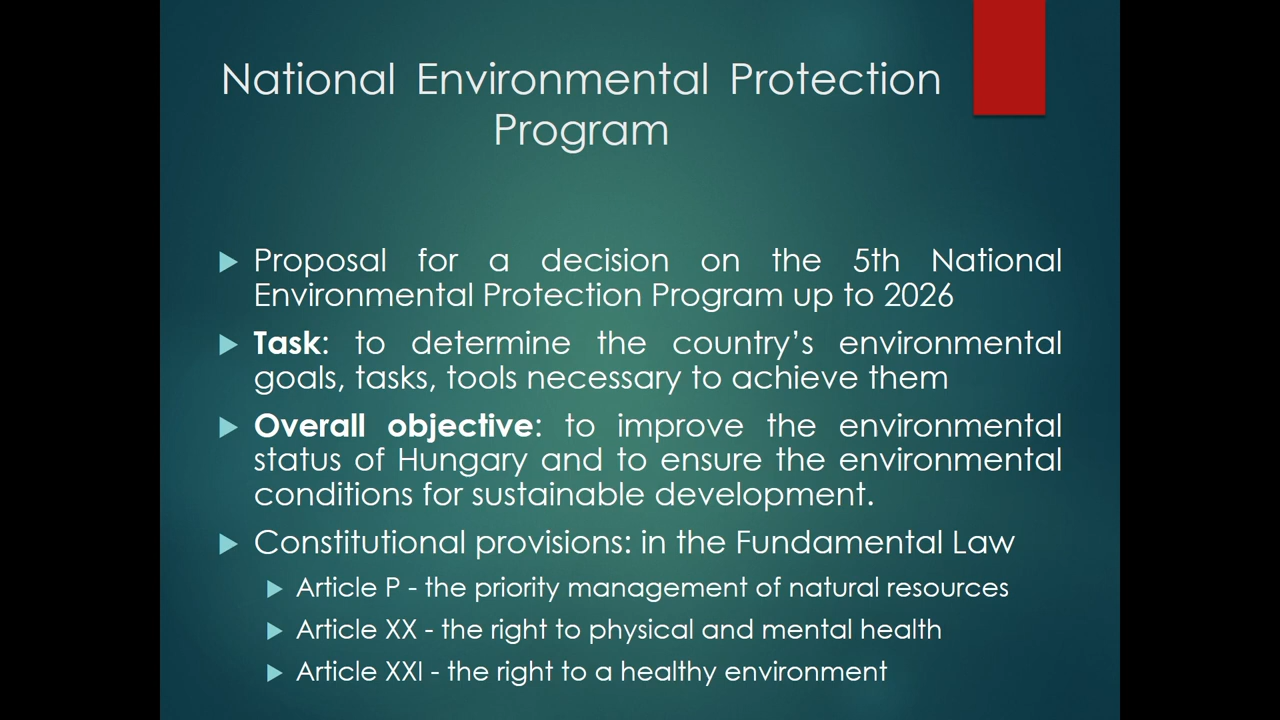 National Environmental Protection
Program
Proposal for a decision on the 5th National
Environmental Protection Program up to 2026
Task: to determine the country’s environmental
goals, tasks, tools necessary to achieve them
Overall objective: to improve the environmental
status of Hungary and to ensure the environmental
conditions for sustainable development.
Constitutional provisions: in the Fundamental Law
Article P - the priority management of natural resources
Article XX - the right to physical and mental health
Article XXI - the right to a healthy environment